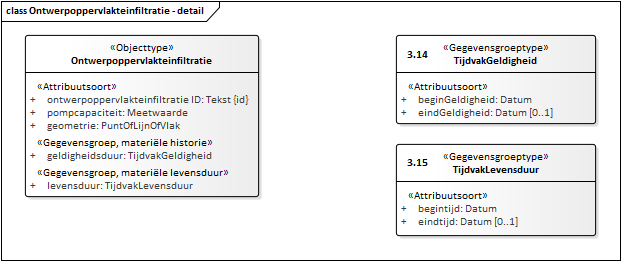 class Ontwerpoppervlakteinfiltratie - detail
«Objecttype»
Ontwerpoppervlakteinfiltratie
«Attribuutsoort»
+ ontwerpoppervlakteinfiltratie ID: Tekst {id}
+ pompcapaciteit: Meetwaarde
+ geometrie: PuntOfLijnOfVlak
«Gegevensgroep, materiële historie»
+ geldigheidsduur: TijdvakGeldigheid
«Gegevensgroep, materiële levensduur»
+ levensduur: TijdvakLevensduur
3.14
«Gegevensgroeptype»
TijdvakGeldigheid
«Attribuutsoort»
+ beginGeldigheid: Datum
+ eindGeldigheid: Datum [0..1]
3.15
«Gegevensgroeptype»
TijdvakLevensduur
«Attribuutsoort»
+ begintijd: Datum
+ eindtijd: Datum [0..1]